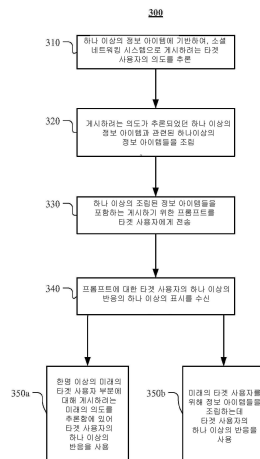 300
310
하나 이상의 정보 아이템에 기반하여, 소셜
네트워킹 시스템으로 게시하려는 타겟
사용자의 의도를 추론
320
게시하려는 의도가 추론되었던 하나 이상의
정보 아이템과 관련된 하나이상의
정보 아이템들을 조립
330
하나 이상의 조립된 정보 아이템들을
포함하는 게시하기 위한 프롬프트를
타겟 사용자에게 전송
340
프롬프트에 대한 타겟 사용자의 하나 이상의
반응의 하나 이상의 표시를 수신
350a
한명 이상의 미래의
타겟 사용자 부분에
대해 게시하려는
미래의 의도를
추론함에 있어
타겟 사용자의
하나 이상의
반응을 사용
350b
미래의 타겟 사용자를
위해 정보 아이템들을
조립하는데
타겟 사용자의
하나 이상의 반응을
사용